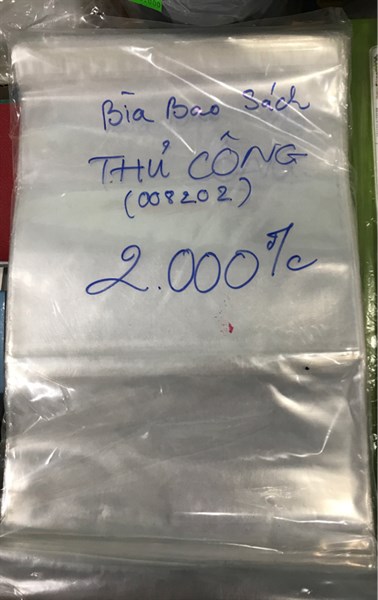 Bìa Bao Sách
THỦ CÔNG
(008202)
2.000đ/c